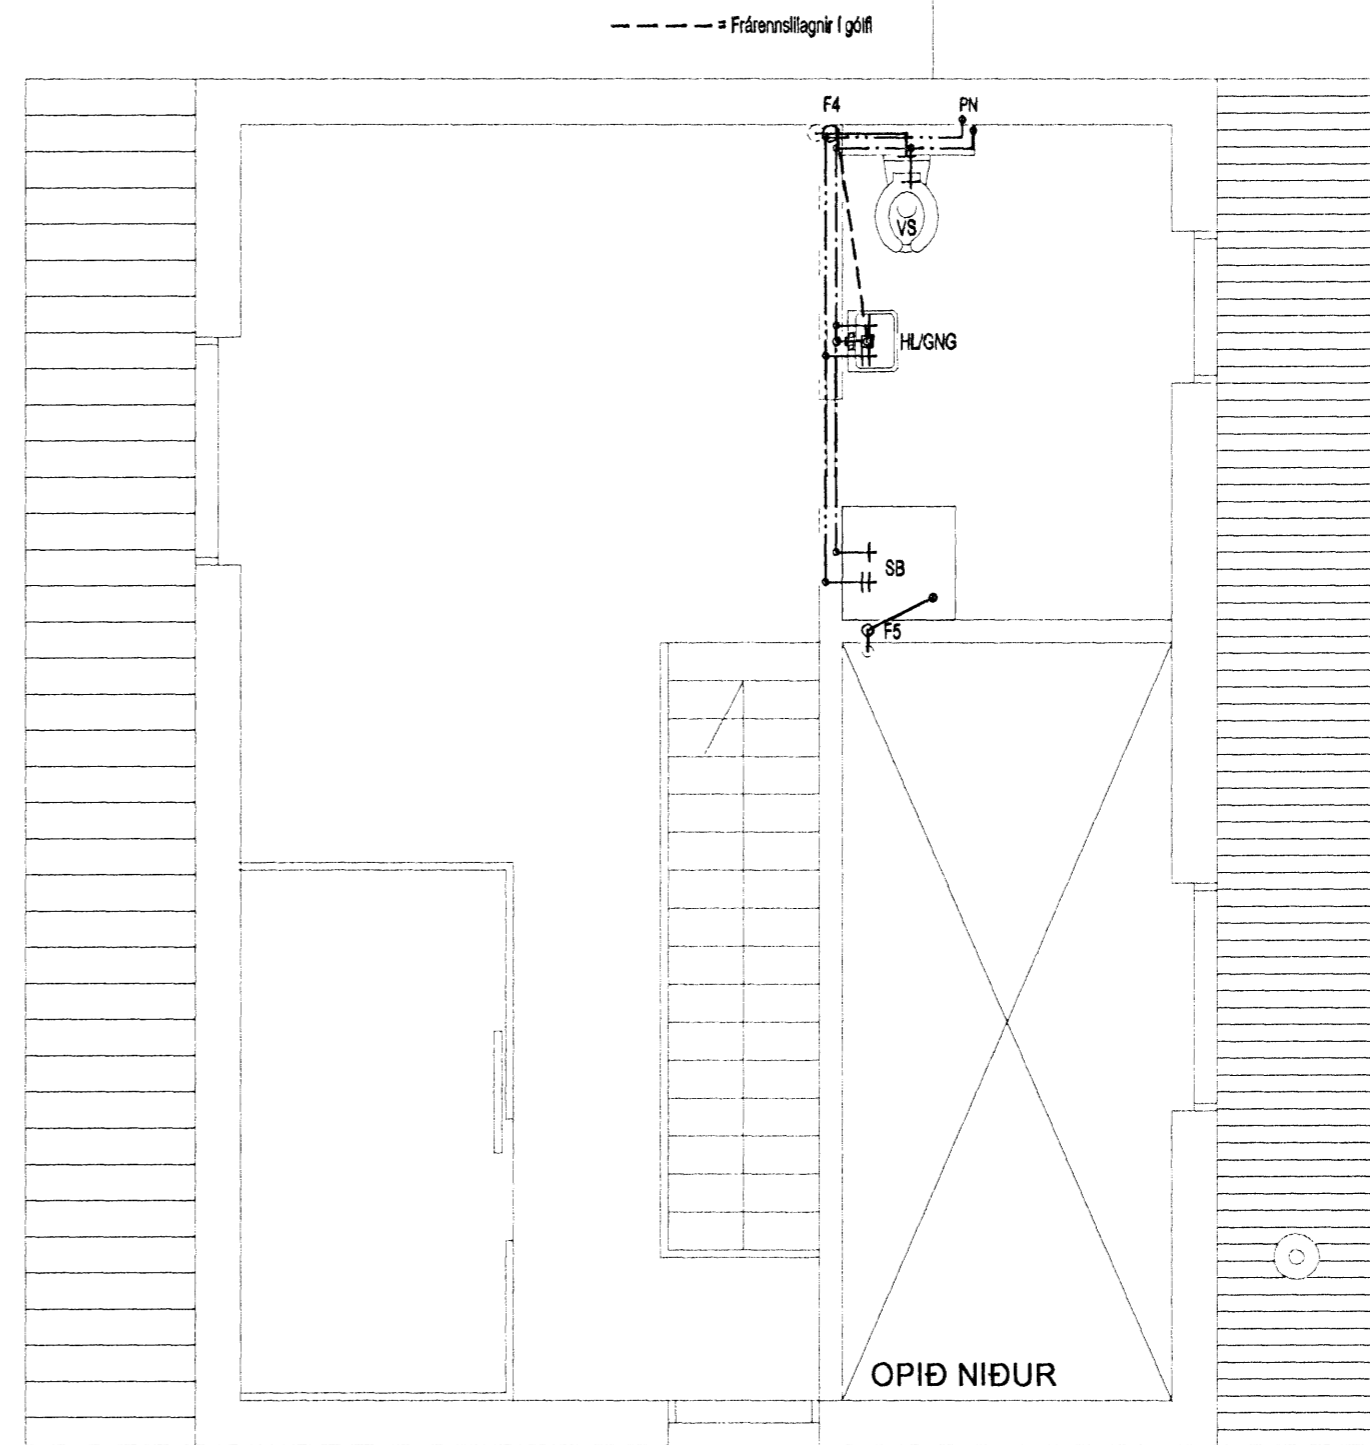 = Frárennslilagnir í gólfi
F4
PN
VS
HL/GNG
SB
F5
OPIÐ NIÐUR